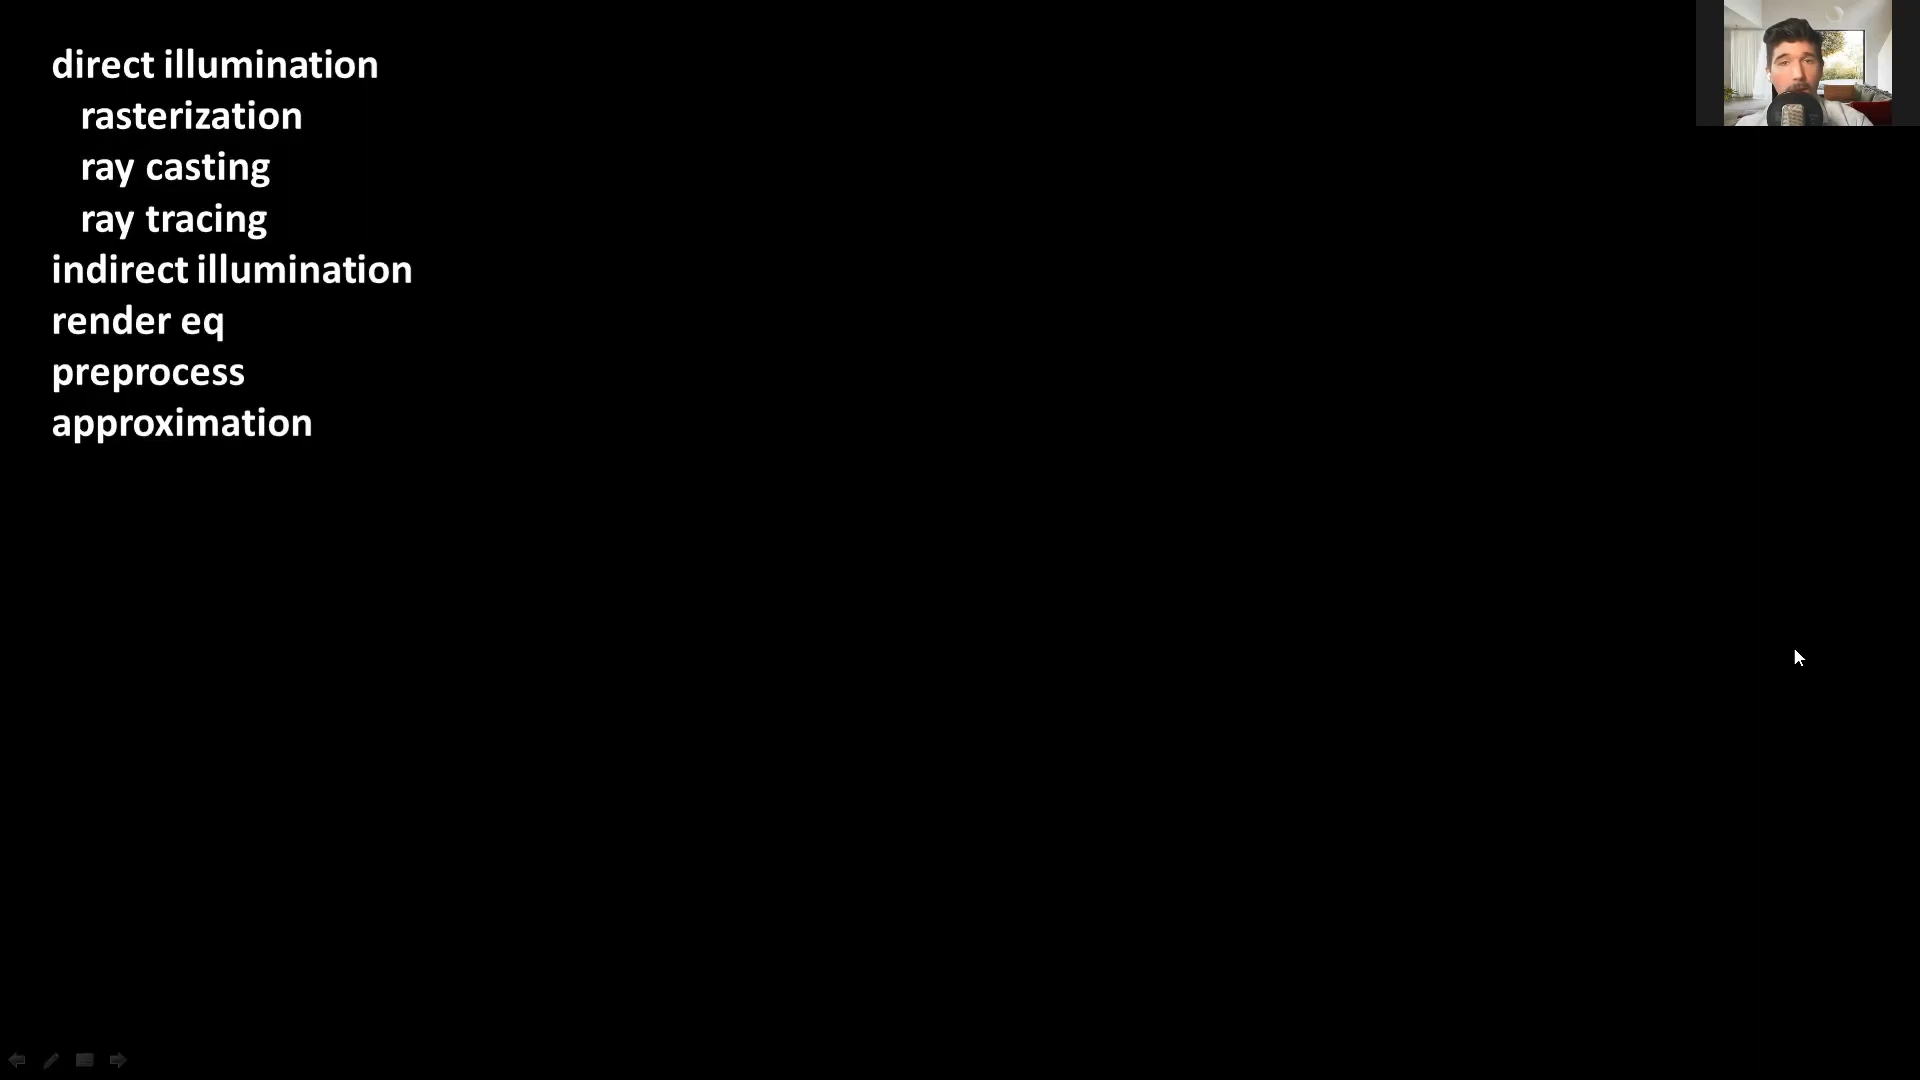 direct illumination
rasterization
ray casting
ray tracing
indirect illumination
render eq
preprocess
approximation